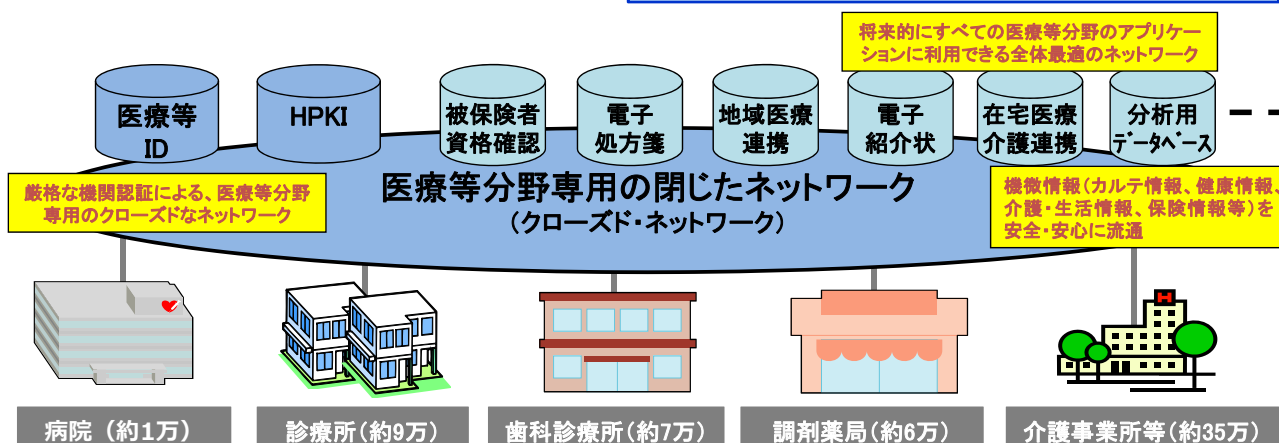 将来的にすべての医療等分野のアプリケー
ションに利用できる全体最適のネットワーク
医療等
ID
HPKI
被保険者
資格確認
電子
処方箋
地域医療
連携
電子
紹介状
在宅医療
介護連携
分析用
データベース
厳格な機関認証による、医療等分野
専用のクローズドなネットワーク
医療等分野専用の閉じたネットワーク
(クローズド・ネットワーク)
機微情報(カルテ情報、健康情報、
介護・生活情報、保険情報等)を
安全・安心に流通
H
病院 (約1万)
診療所(約9万)
歯科診療所(約7万)
調剤薬局(約6万)
介護事業所等(約35万)